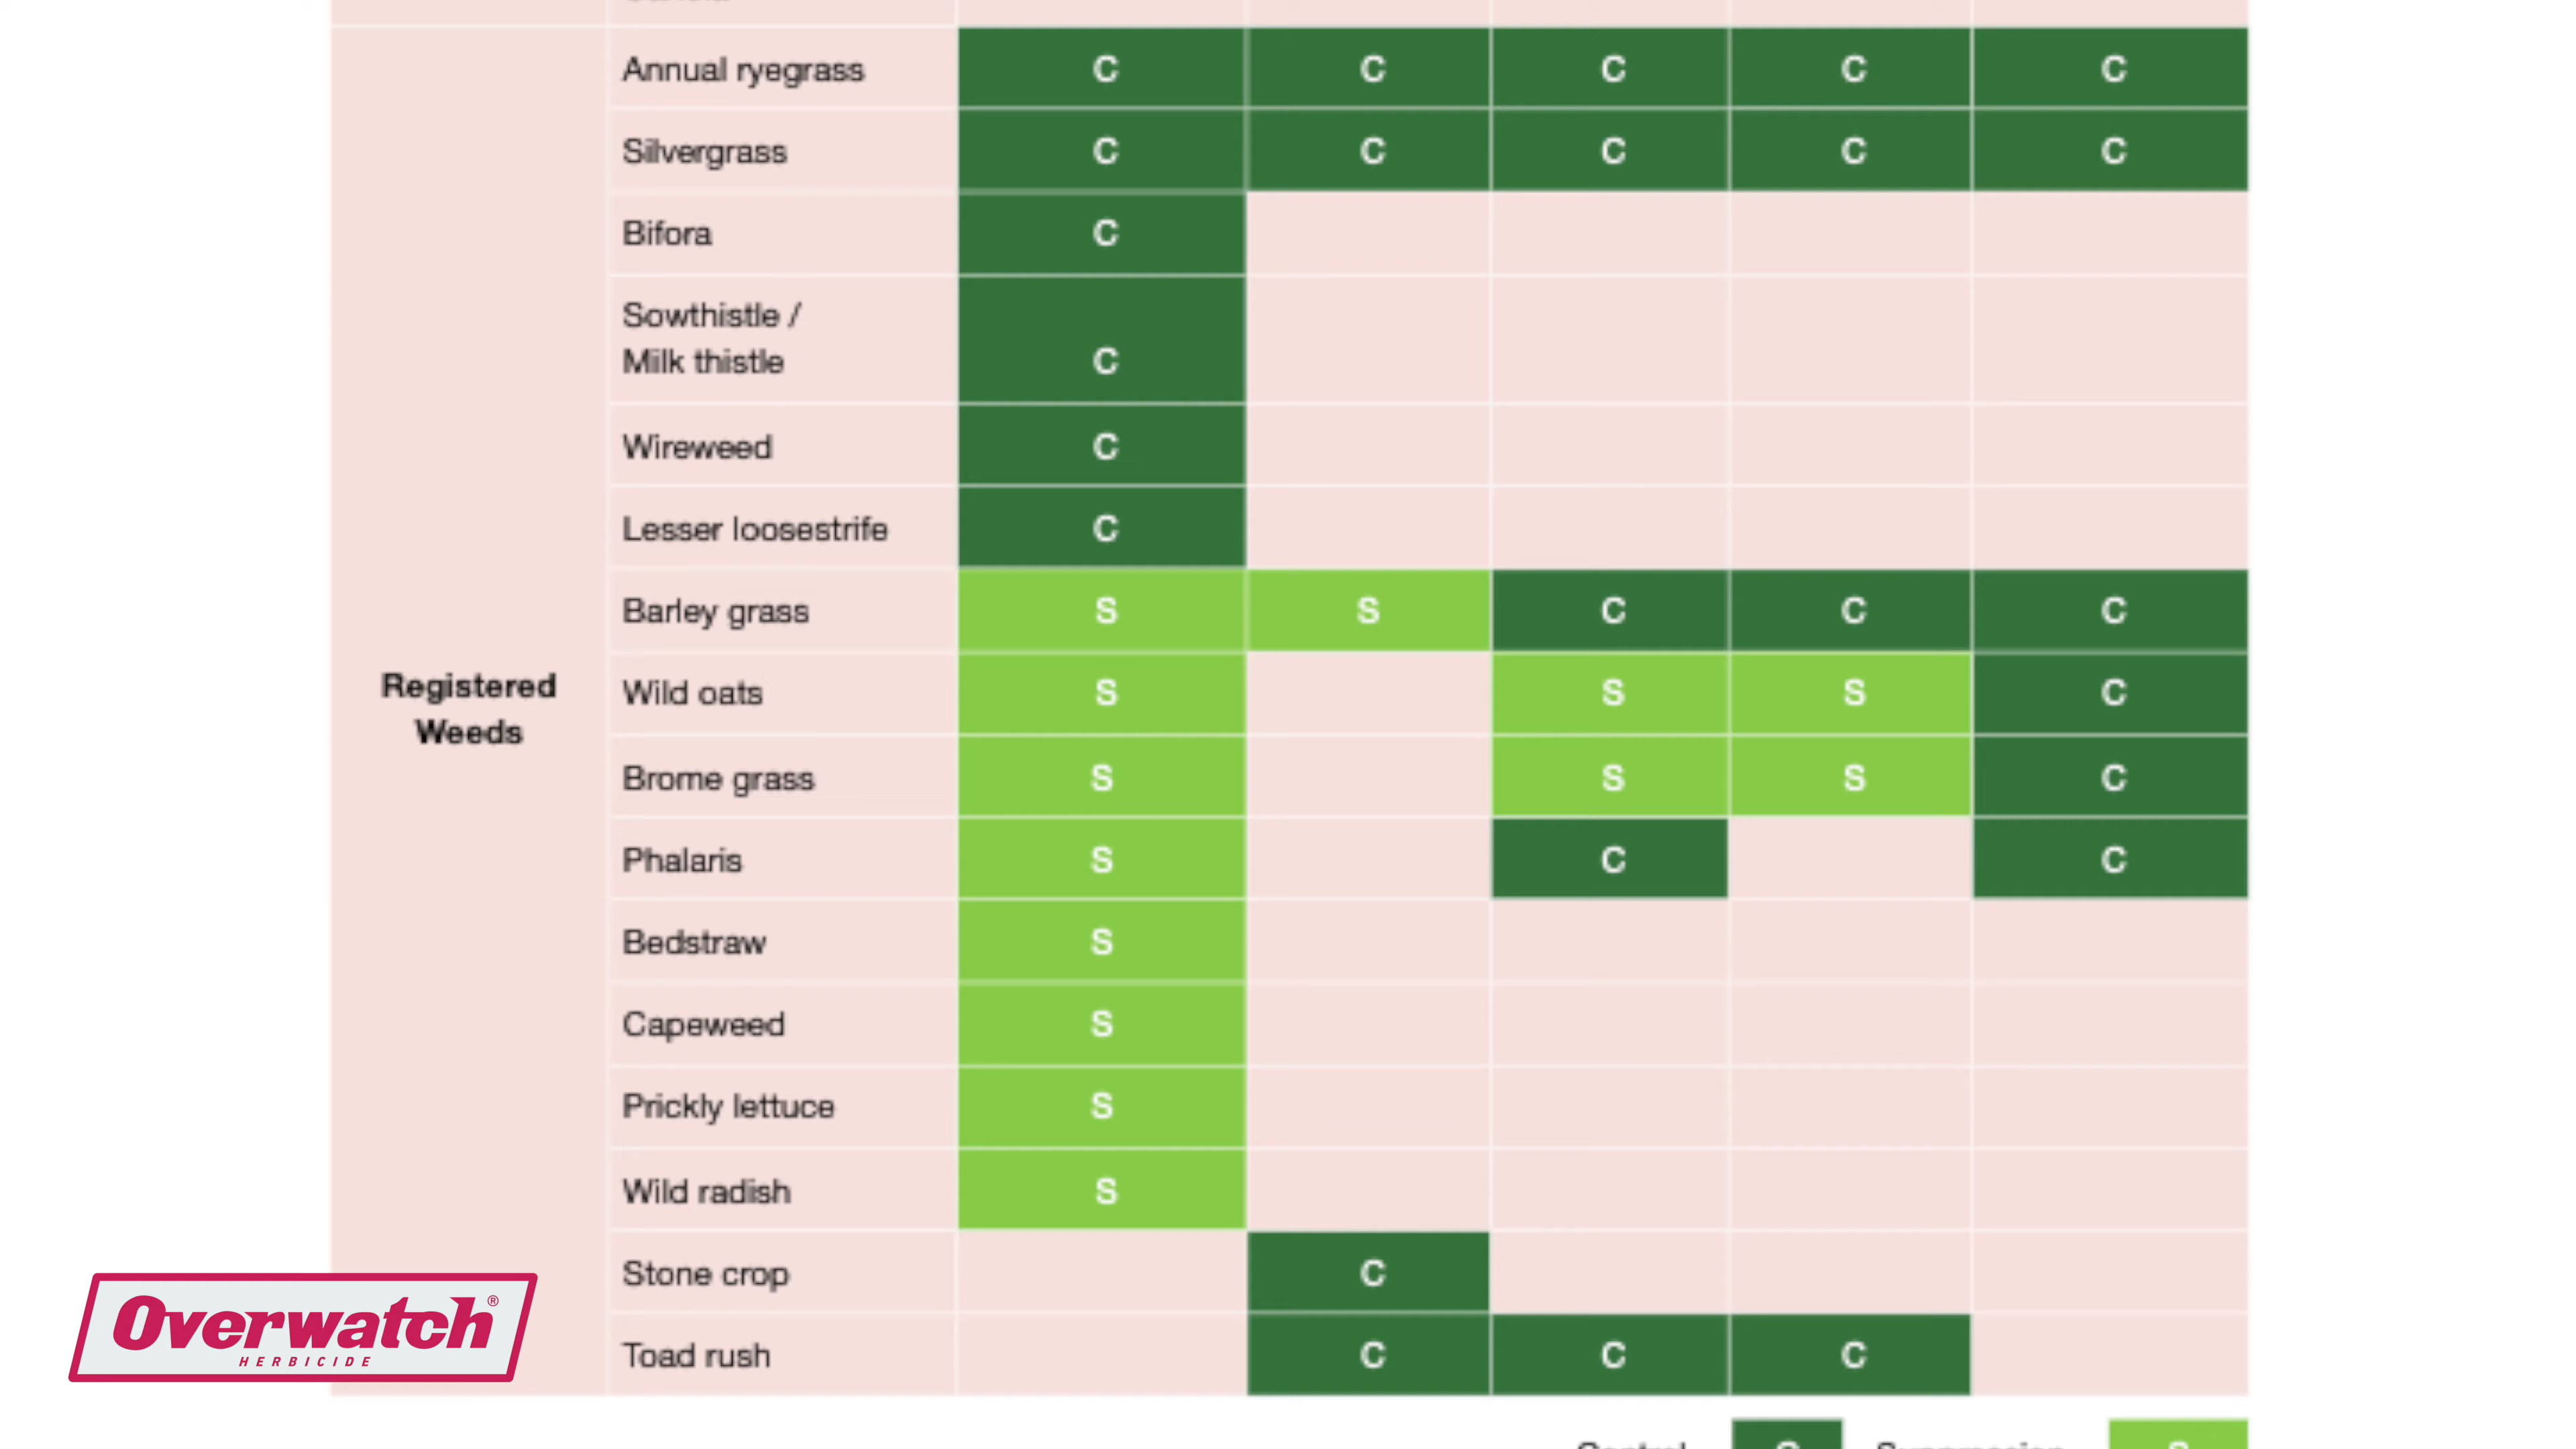 Annual ryegrass C C C C C
Silvergrass C C C C C
Bifora C
Sowthistle /
Milk thistle C
Wireweed C
Lesser loosestrife C
Barley grass S S C C C
Registered
Weeds
Wild oats S S S C
Brome grass S S S C
Phalaris S C C
Bedstraw S
Capeweed S
Prickly lettuce S
Wild radish S
Stone crop C
Toad rush C C C
Overwatch®
HERBICIDE